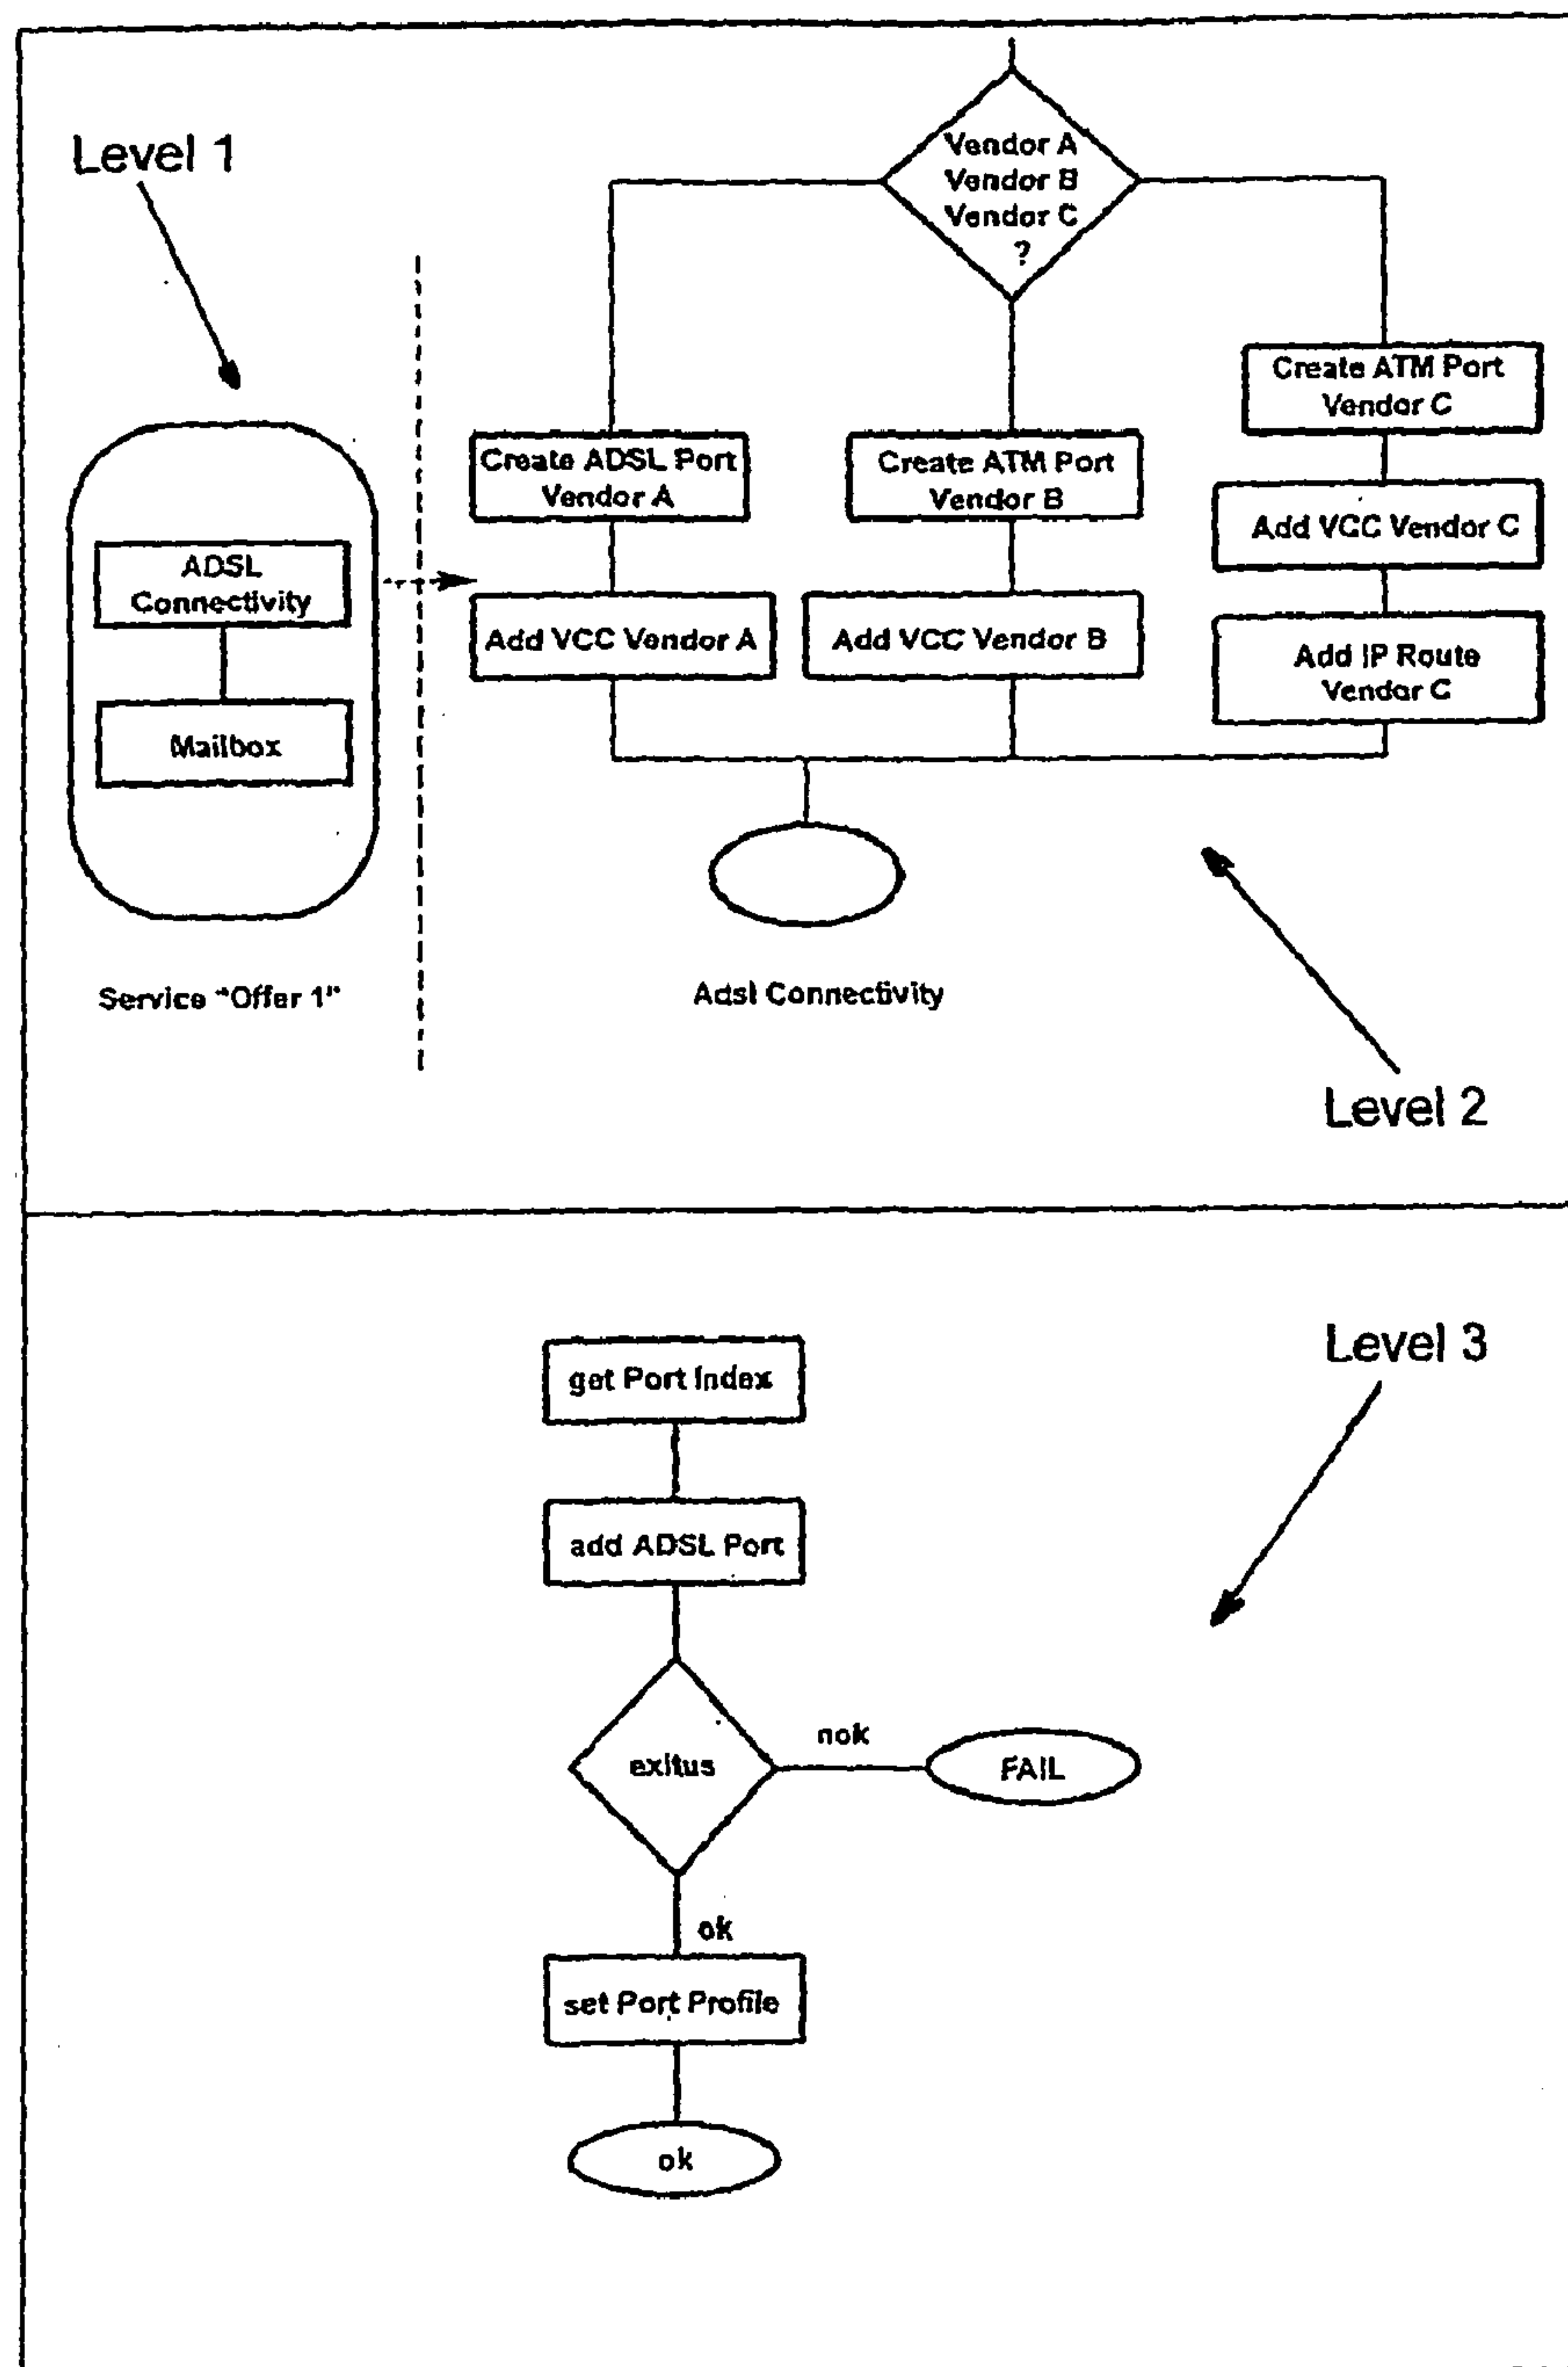 Level 1
Vendor A
Vendor B
Vendor C
?
Create ADSL Port
Vendor A
Create ATM Port
Vendor B
Create ATM Port
Vendor C
Add VCC Vendor C
ADSL
Connectivity
Add VCC Vendor A
Add VCC Vendor B
Add IP Route
Vendor C
Mailbox
Service "Offer 1"
Adsl Connectivity
Level 2
Level 3
get Port Index
add ADSL Port
exitus
nok
FAIL
ok
set Port Profile
ok